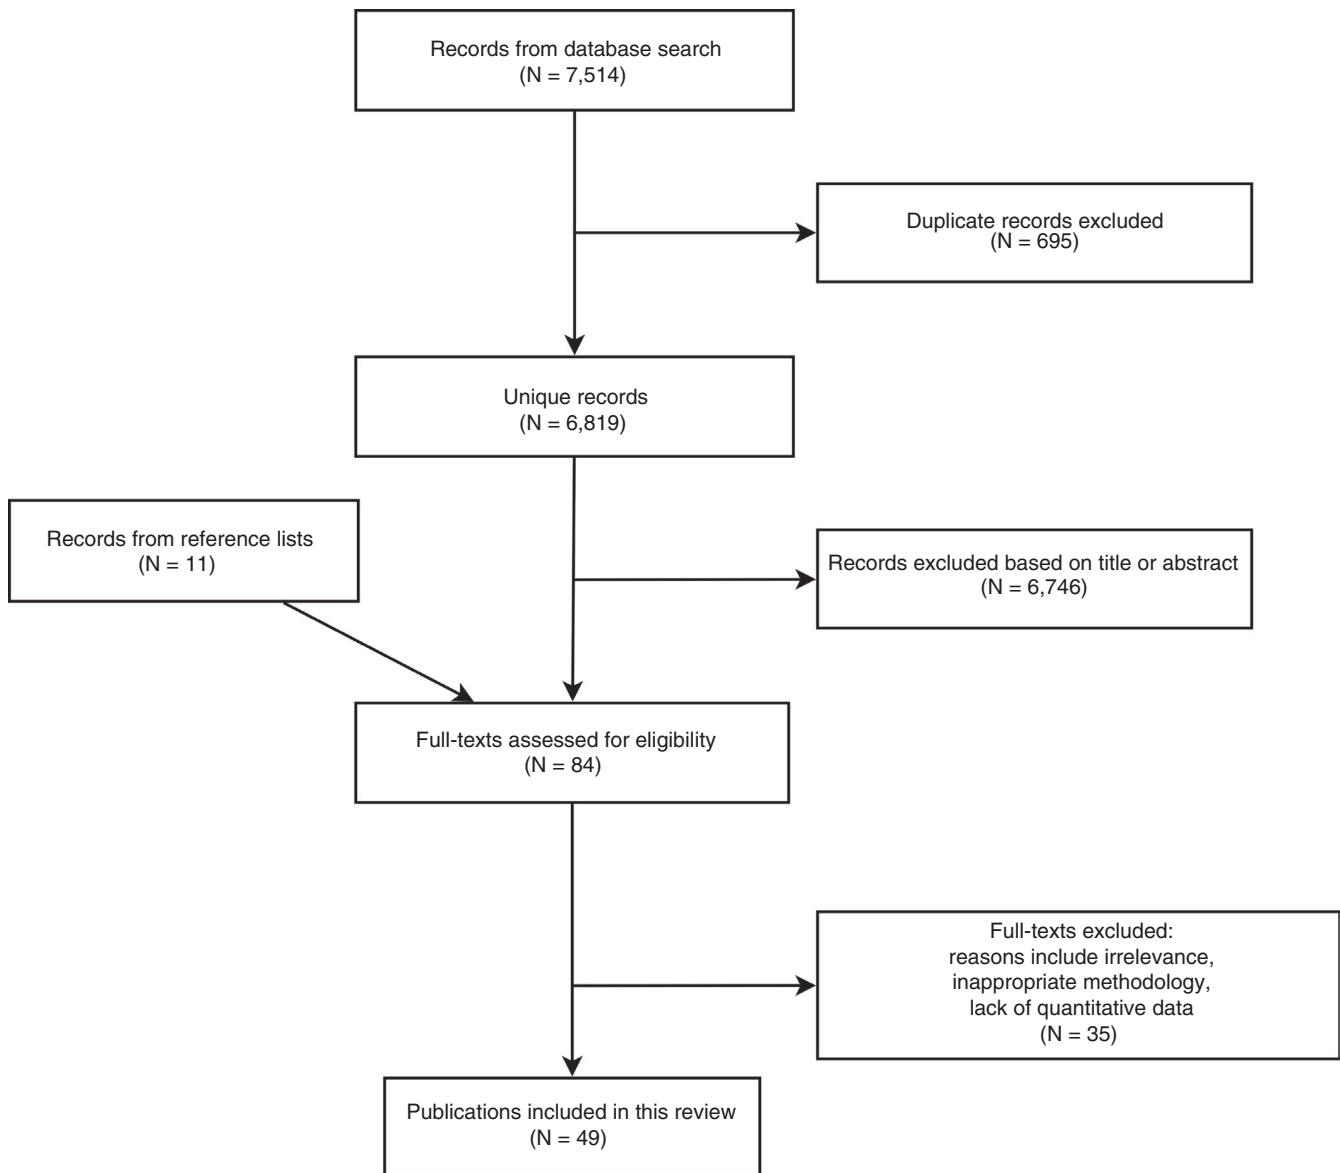 Records from database search
(N = 7,514)
Duplicate records excluded
(N = 695)
Unique records
(N = 6,819)
Records from reference lists
(N = 11)
Records excluded based on title or abstract
(N = 6,746)
Full-texts assessed for eligibility
(N = 84)
Full-texts excluded:
reasons include irrelevance,
inappropriate methodology,
lack of quantitative data
(N = 35)
Publications included in this review
(N = 49)